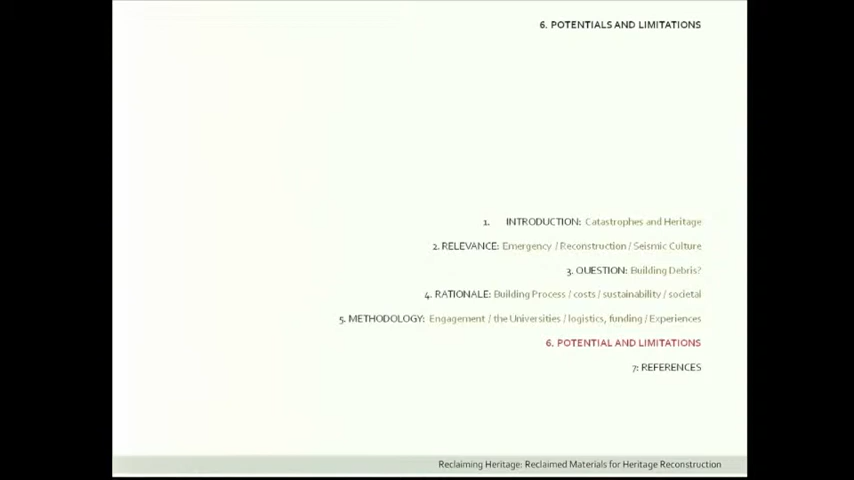 6. POTENTIALS AND LIMITATIONS
1. INTRODUCTION: Catastrophes and Heritage
2. RELEVANCE: Emergency / Reconstruction / Seismic Culture
3. QUESTION: Building Debris?
4. RATIONALE: Building Process / costs / sustainability / societal
5. METHODOLOGY: Engagement / the Universities / logistics, funding / Experiences
6. POTENTIAL AND LIMITATIONS
7: REFERENCES
Reclaiming Heritage: Reclaimed Materials for Heritage Reconstruction